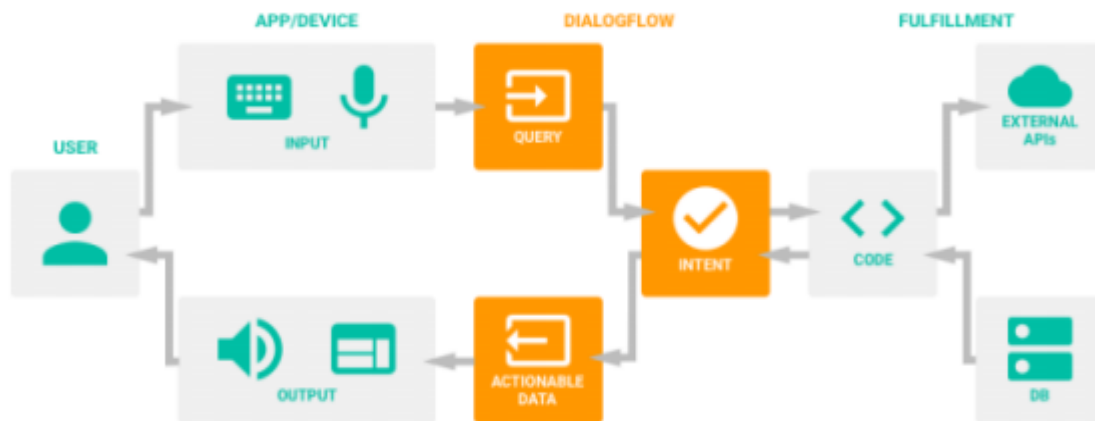 APP/DEVICE
DIALOGFLOW
FULFILLMENT
USER
INPUT
QUERY
EXTERNAL
APIs
INTENT
CODE
OUTPUT
ACTIONABLE
DATA
DB